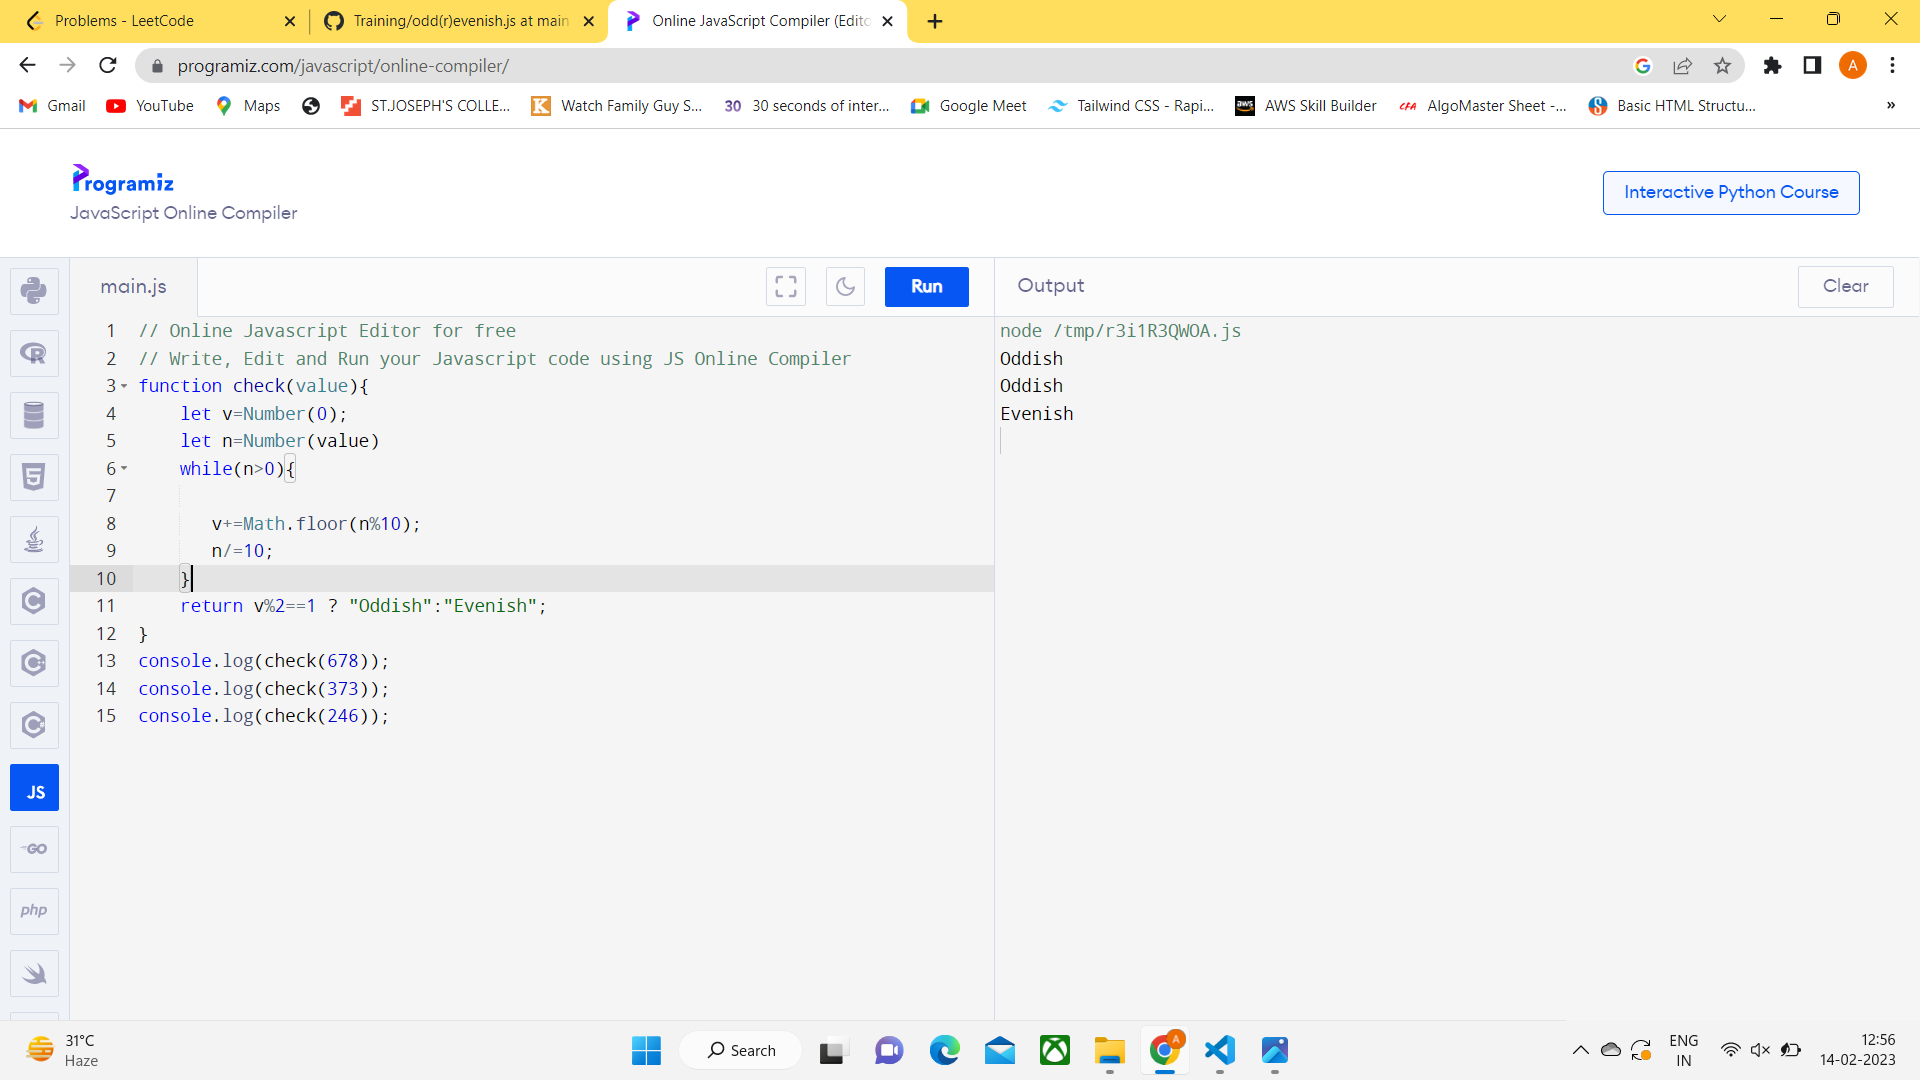 Problems - LeetCode
Training/odd(r)evenish.js at main
Online JavaScript Compiler (Edito
programiz.com/javascript/online-compiler/
A
Gmail
YouTube
Maps
ST.JOSEPH'S COLLE...
Watch Family Guy S...
30 30 seconds of inter...
Google Meet
Tailwind CSS - Rapi...
aws AWS Skill Builder
CFA AlgoMaster Sheet -...
Basic HTML Structu...
»
Programiz
JavaScript Online Compiler
Interactive Python Course
main.js
Run
Output
Clear
1 // Online Javascript Editor for free
2 // Write, Edit and Run your Javascript code using JS Online Compiler
3 function check(value){
4 let v=Number(0);
5 let n=Number(value)
6 while(n>0){
7
8 v+=Math.floor(n%10);
9 n/=10;
10 }
11 return v%2==1 ? "Oddish":"Evenish";
12 }
13 console.log(check(678));
14 console.log(check(373));
15 console.log(check(246));
node /tmp/r3i1R3QWOA.js
Oddish
Oddish
Evenish
R
5
C
C
C
JS
GO
php
31°C
Haze
Search
A
ENG
IN
12:56
14-02-2023